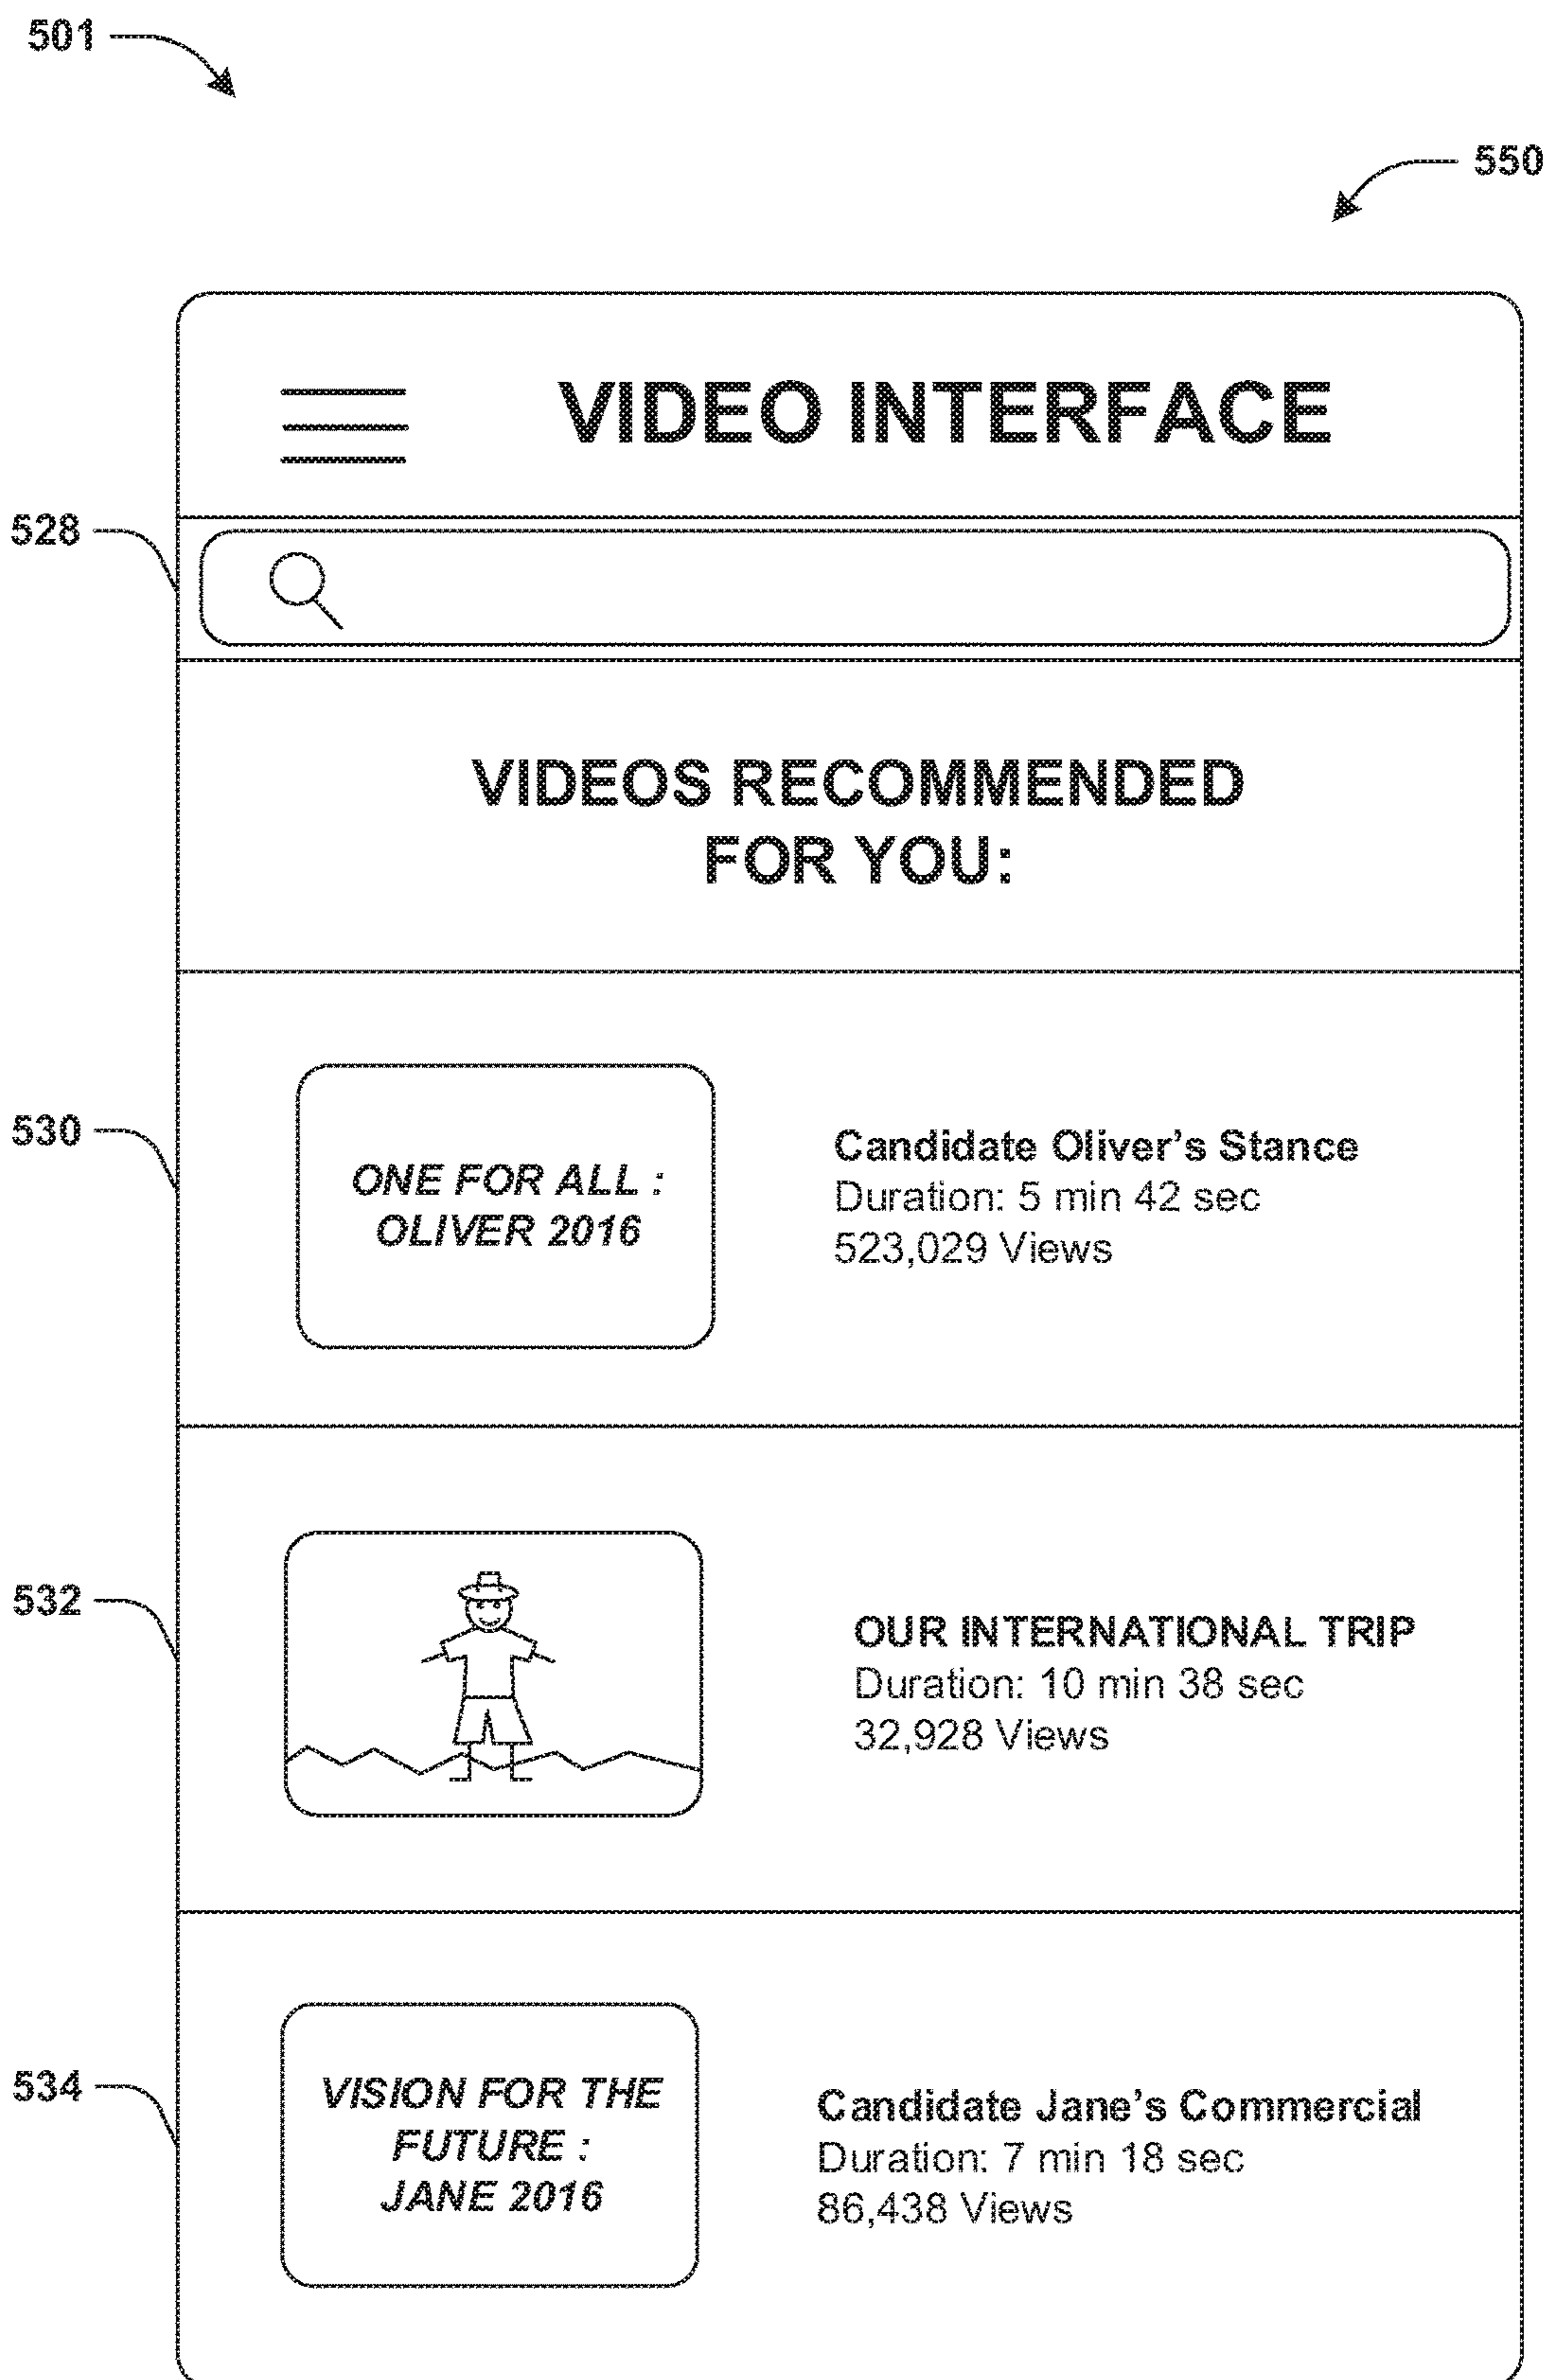 501
550
VIDEO INTERFACE
528
VIDEOS RECOMMENDED
FOR YOU:
530
ONE FOR ALL :
OLIVER 2016
Candidate Oliver's Stance
Duration: 5 min 42 sec
523,029 Views
532
OUR INTERNATIONAL TRIP
Duration: 10 min 38 sec
32,928 Views
534
VISION FOR THE
FUTURE :
JANE 2016
Candidate Jane's Commercial
Duration: 7 min 18 sec
86,438 Views